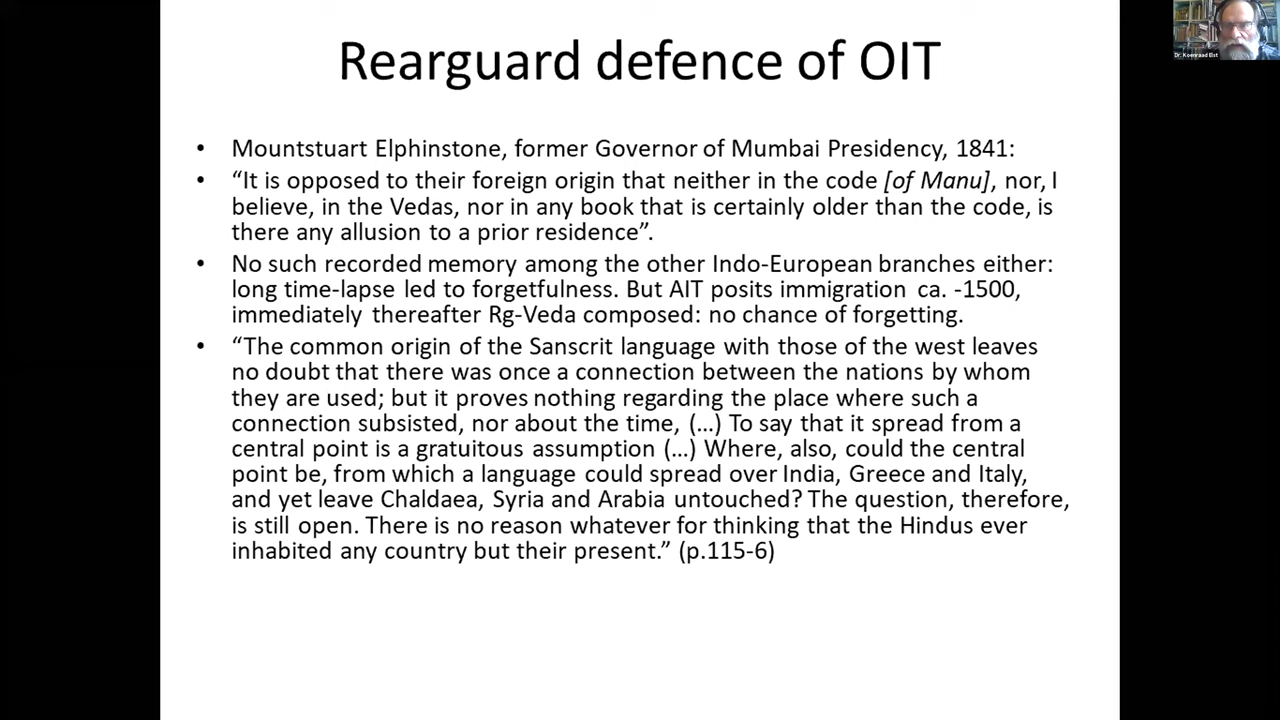 Dr. Koenraad Elst
Rearguard defence of OIT
• Mountstuart Elphinstone, former Governor of Mumbai Presidency, 1841:
• “It is opposed to their foreign origin that neither in the code [of Manu], nor, I
believe, in the Vedas, nor in any book that is certainly older than the code, is
there any allusion to a prior residence”.
• No such recorded memory among the other Indo-European branches either:
long time-lapse led to forgetfulness. But AIT posits immigration ca. -1500,
immediately thereafter Rg-Veda composed: no chance of forgetting.
• “The common origin of the Sanscrit language with those of the west leaves
no doubt that there was once a connection between the nations by whom
they are used; but it proves nothing regarding the place where such a
connection subsisted, nor about the time, (…) To say that it spread from a
central point is a gratuitous assumption (…) Where, also, could the central
point be, from which a language could spread over India, Greece and Italy,
and yet leave Chaldaea, Syria and Arabia untouched? The question, therefore,
is still open. There is no reason whatever for thinking that the Hindus ever
inhabited any country but their present.” (p.115-6)